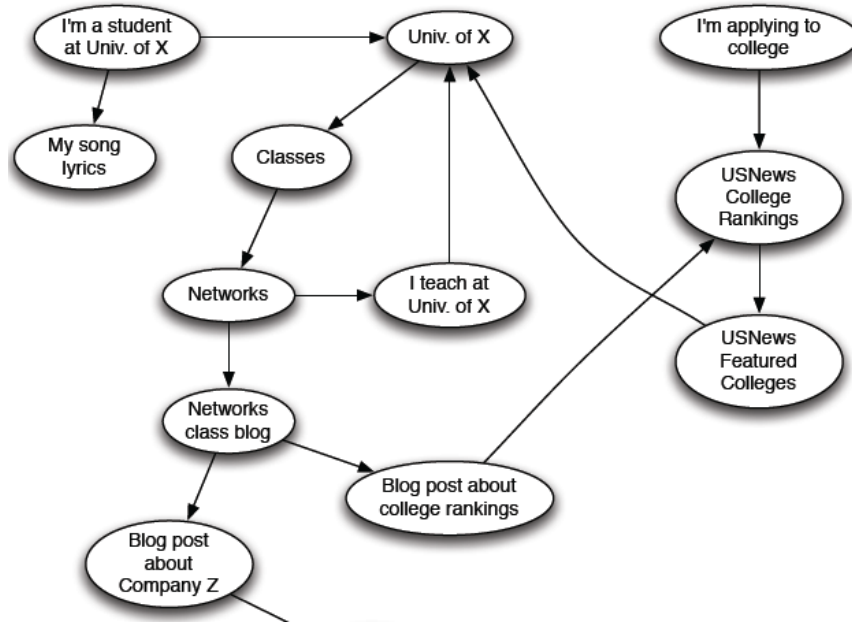 I'm a student
at Univ. of X
Univ. of X
I'm applying to
college
My song
lyrics
Classes
USNews
College
Rankings
Networks
I teach at
Univ. of X
USNews
Featured
Colleges
Networks
class blog
Blog post about
college rankings
Blog post
about
Company Z